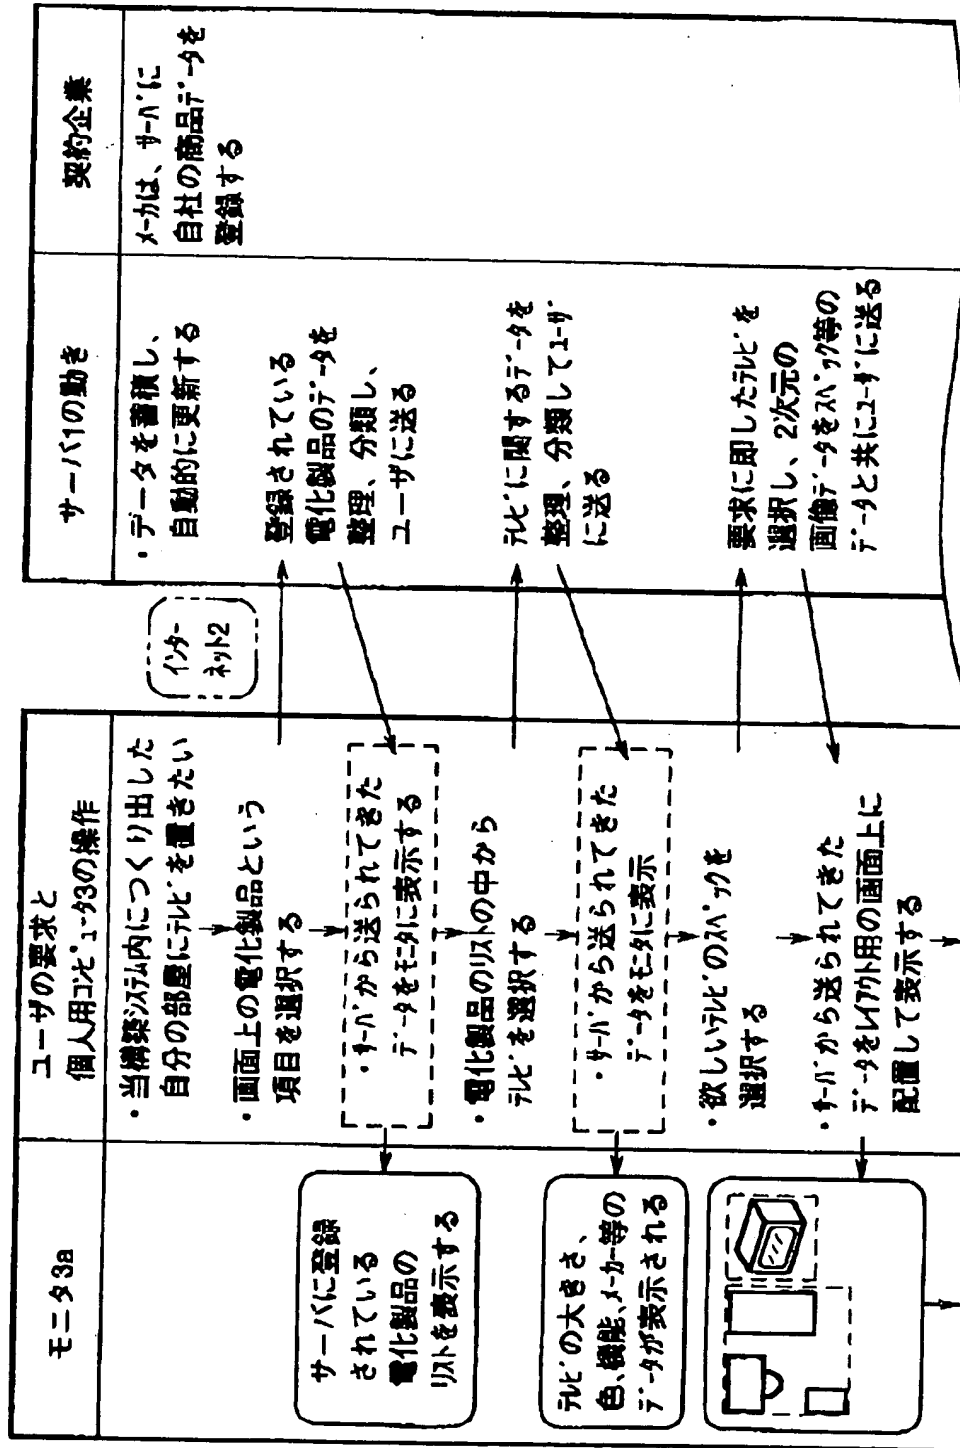 モニタ3a
サーバに登録
されている
電化製品の
リストを表示する
テレビの大きさ、
色、機能、メーカー等の
データが表示される
ユーザの要求と
個人用コンピュータ3の操作
・当構築システム内につくり出した
自分の部屋にテレビを置きたい
・画面上の電化製品という
項目を選択する
・サーバから送られてきた
データをモニタに表示する
・電化製品のリストの中から
テレビを選択する
・サーバから送られてきた
データをモニタに表示
・欲しいテレビのスペックを
選択する
・サーバから送られてきた
データをレイアウト用の画面上に
配置して表示する
インター
ネット2
サーバ1の動き
・データを蓄積し、
自動的に更新する
登録されている
電化製品のデータを
整理、分類し、
ユーザに送る
テレビに関するデータを
整理、分類してユーザ
に送る
要求に即したテレビを
選択し、2次元の
画像データをスペック等の
データと共にユーザに送る
契約企業
メーカは、サーバに
自社の商品データを
登録する